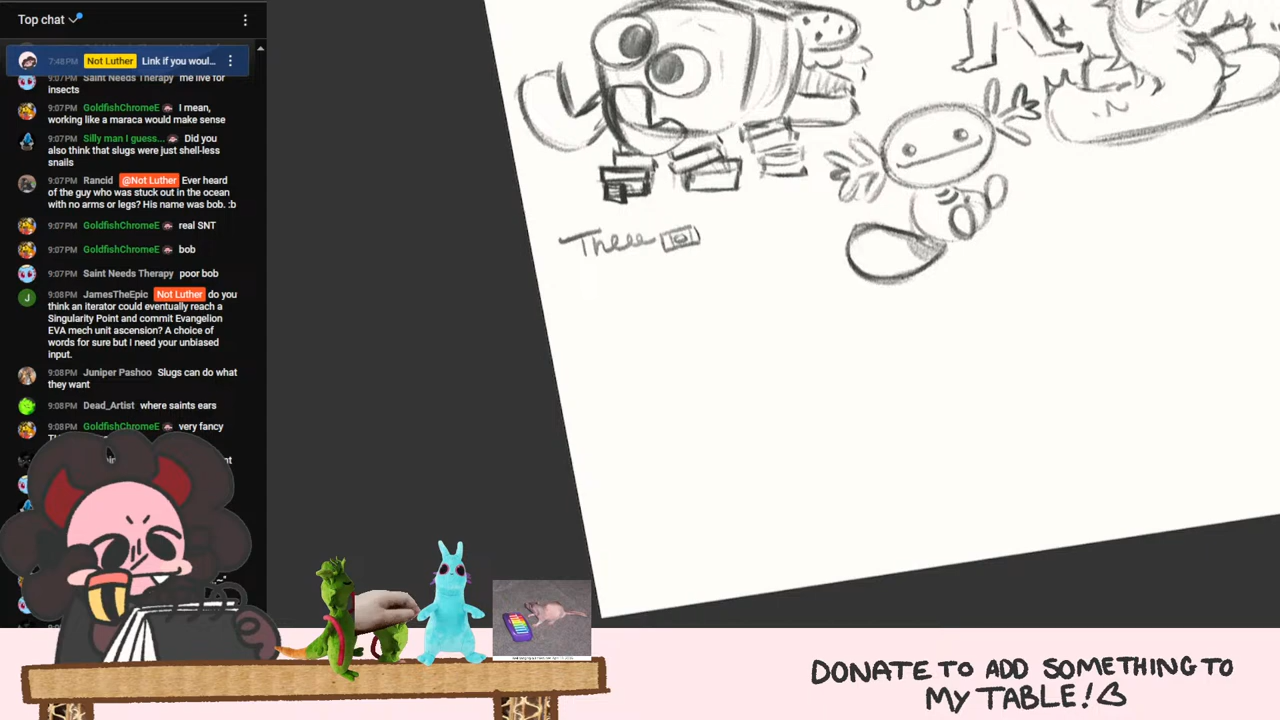 Top chat
7:48PM Not Luther Link if you woul...
Saint Needs Therapy me live for
insects
9:07PM GoldfishChromeE I mean,
working like a maraca would make sense
9:07PM Silly man I guess... Did you
also think that slugs were just shell-less
snails
9:07PM Rancid @Not Luther Ever heard
of the guy who was stuck out in the ocean
with no arms or legs? His name was bob. :b
9:07PM GoldfishChromeE real SNT
9:07PM GoldfishChromeE bob
9:07PM Saint Needs Therapy poor bob
9:08PM JamesTheEpic Not Luther do you
think an iterator could eventually reach a
Singularity Point and commit Evangelion
EVA mech unit ascension? A choice of
words for sure but I need your unbiased
input.
9:08PM Juniper Pashoo Slugs can do what
they want
9:08PM Dead_Artist where saints ears
9:08PM GoldfishChromeE very fancy
J
DONATE TO ADD SOMETHING TO
MY TABLE!